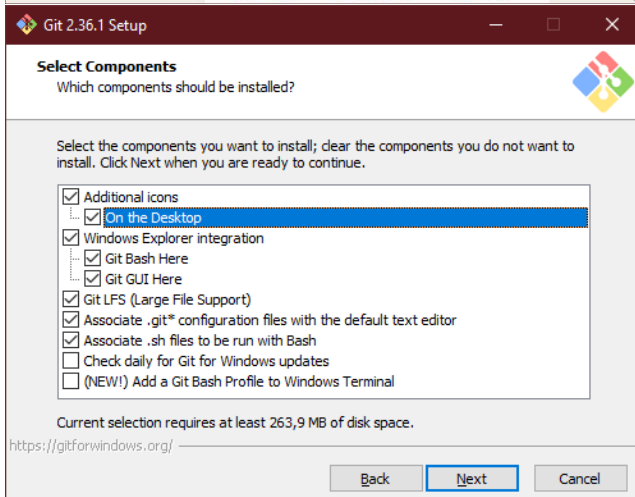 Git 2.36.1 Setup
Select Components
Which components should be installed?
Select the components you want to install; clear the components you do not want to
install. Click Next when you are ready to continue.
Additional icons
On the Desktop
Windows Explorer integration
Git Bash Here
Git GUI Here
Git LFS (Large File Support)
Associate .git* configuration files with the default text editor
Associate .sh files to be run with Bash
Check daily for Git for Windows updates
(NEW!) Add a Git Bash Profile to Windows Terminal
Current selection requires at least 263,9 MB of disk space.
https://gitforwindows.org/
Back Next Cancel